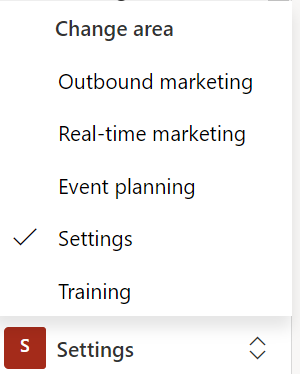 Change area
Outbound marketing
Real-time marketing
Event planning
Settings
Training
S
Settings